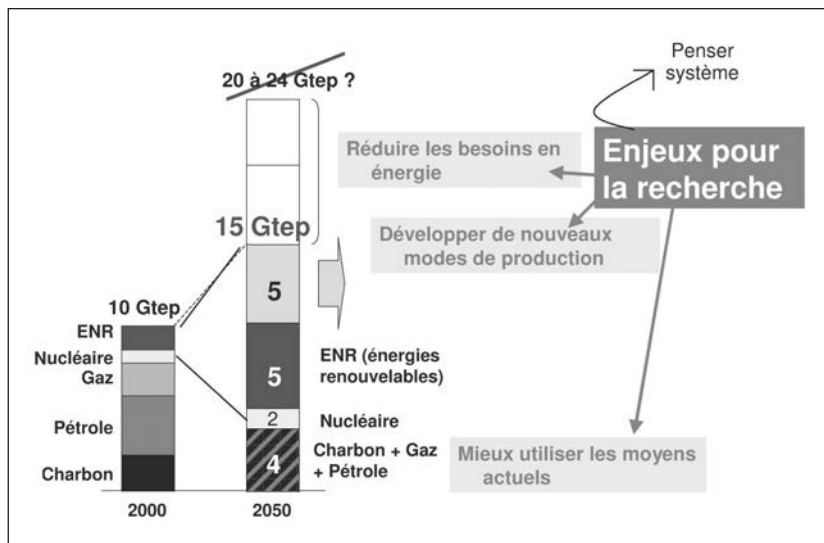 Penser
système
20 à 24 Gtep ?
Réduire les besoins en
énergie
Enjeux pour
la recherche
15 Gtep
Développer de nouveaux
modes de production
10 Gtep
5
ENR
Nucléaire
Gaz
Pétrole
Charbon
5
ENR (énergies
renouvelables)
2
Nucléaire
4
Charbon + Gaz
+ Pétrole
Mieux utiliser les moyens
actuels
2000
2050